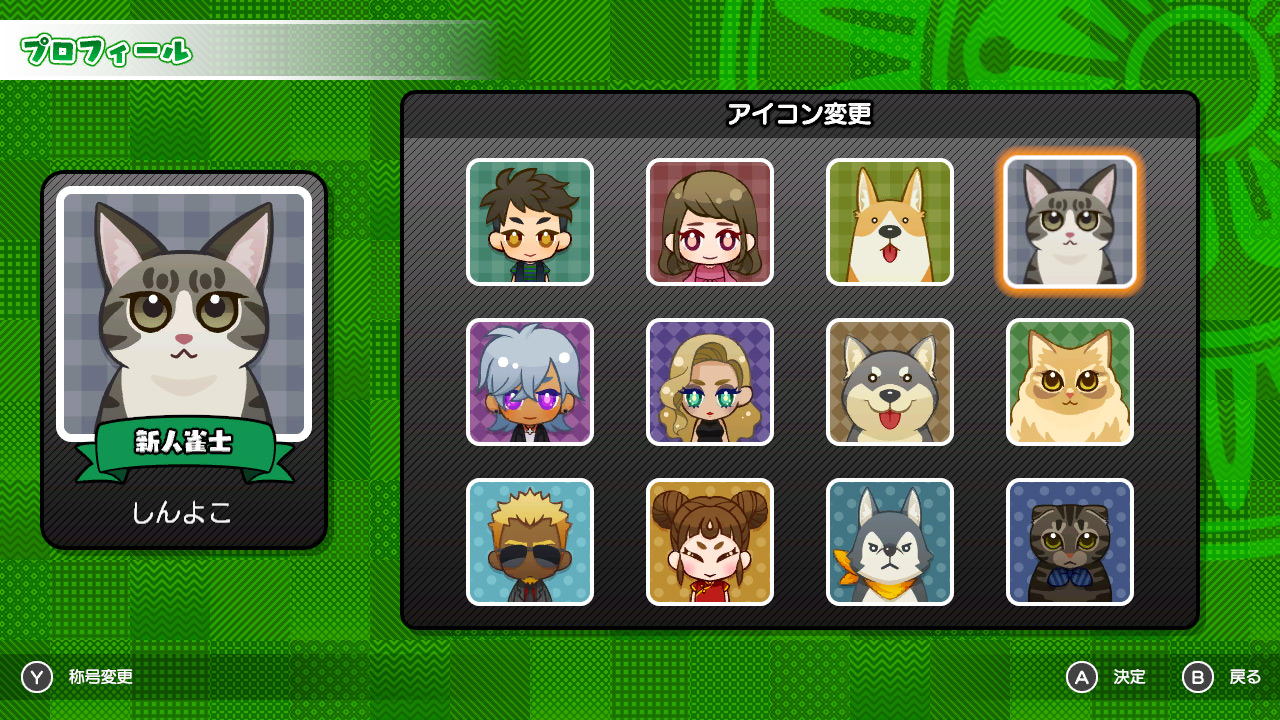 プロフィール
アイコン変更
新人雀士
しんよこ
Y 称号変更
A 決定 B 戻る